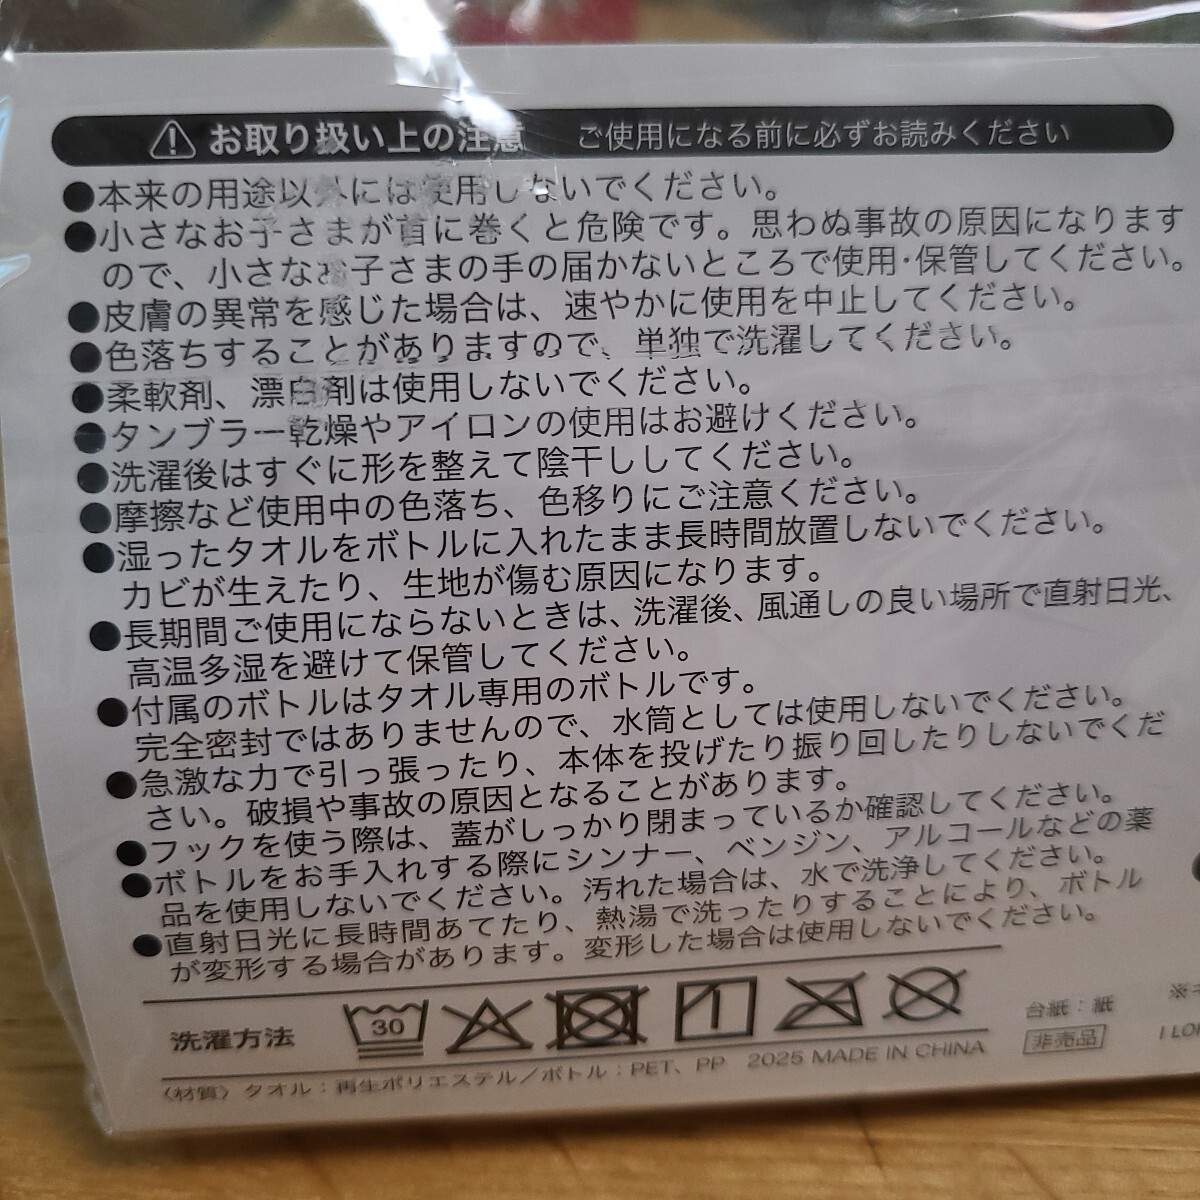 お取り扱い上の注意 ご使用になる前に必ずお読みください
●本来の用途以外には使用しないでください。
●小さなお子さまが首に巻くと危険です。思わぬ事故の原因になります
ので、小さなお子さまの手の届かないところで使用・保管してください。
●皮膚の異常を感じた場合は、速やかに使用を中止してください。
●色落ちすることがありますので、単独で洗濯してください。
●柔軟剤、漂白剤は使用しないでください。
●タンブラー乾燥やアイロンの使用はお避けください。
●洗濯後はすぐに形を整えて陰干ししてください。
●摩擦など使用中の色落ち、色移りにご注意ください。
●湿ったタオルをボトルに入れたまま長時間放置しないでください。
カビが生えたり、生地が傷む原因になります。
●長期間ご使用にならないときは、洗濯後、風通しの良い場所で直射日光、
高温多湿を避けて保管してください。
●付属のボトルはタオル専用のボトルです。
完全密封ではありませんので、水筒としては使用しないでください。
●急激な力で引っ張ったり、本体を投げたり振り回したりしないでくだ
さい。破損や事故の原因となることがあります。
●フックを使う際は、蓋がしっかり閉まっているか確認してください。
●ボトルをお手入れする際にシンナー、ベンジン、アルコールなどの薬
品を使用しないでください。汚れた場合は、水で洗浄してください。
●直射日光に長時間あてたり、熱湯で洗ったりすることにより、ボトル
が変形する場合があります。変形した場合は使用しないでください。
洗濯方法 30
台紙：紙
非売品
〈材質〉タオル：再生ポリエステル／ボトル：PET、PP 2025 MADE IN CHINA